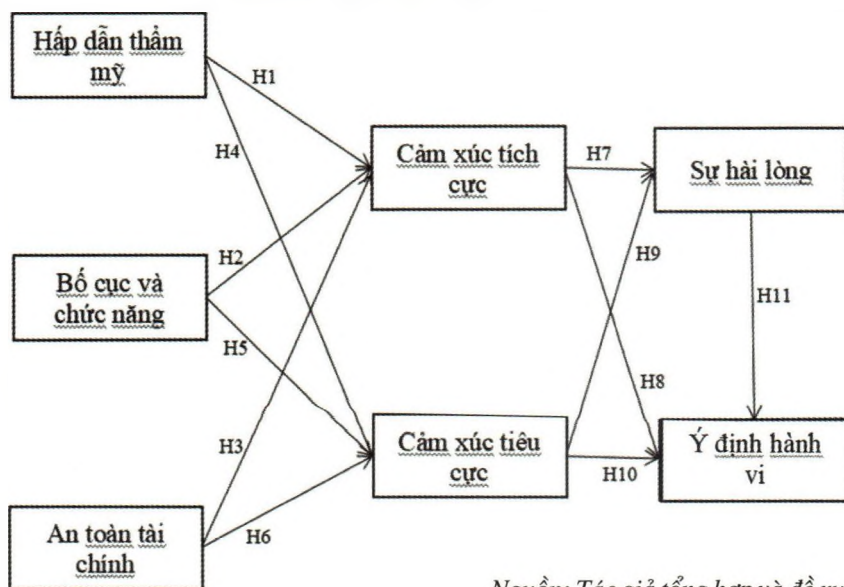 Hấp dẫn thẩm
mỹ
H1
H4
Cảm xúc tích
cực
H7
Sự hài lòng
H2
H9
Bố cục và
chức năng
H11
H5
H8
H3
Cảm xúc tiêu
cực
H10
Ý định hành
vi
An toàn tài
chính
H6
Nguồn: Tác giả tổng hợp và đề